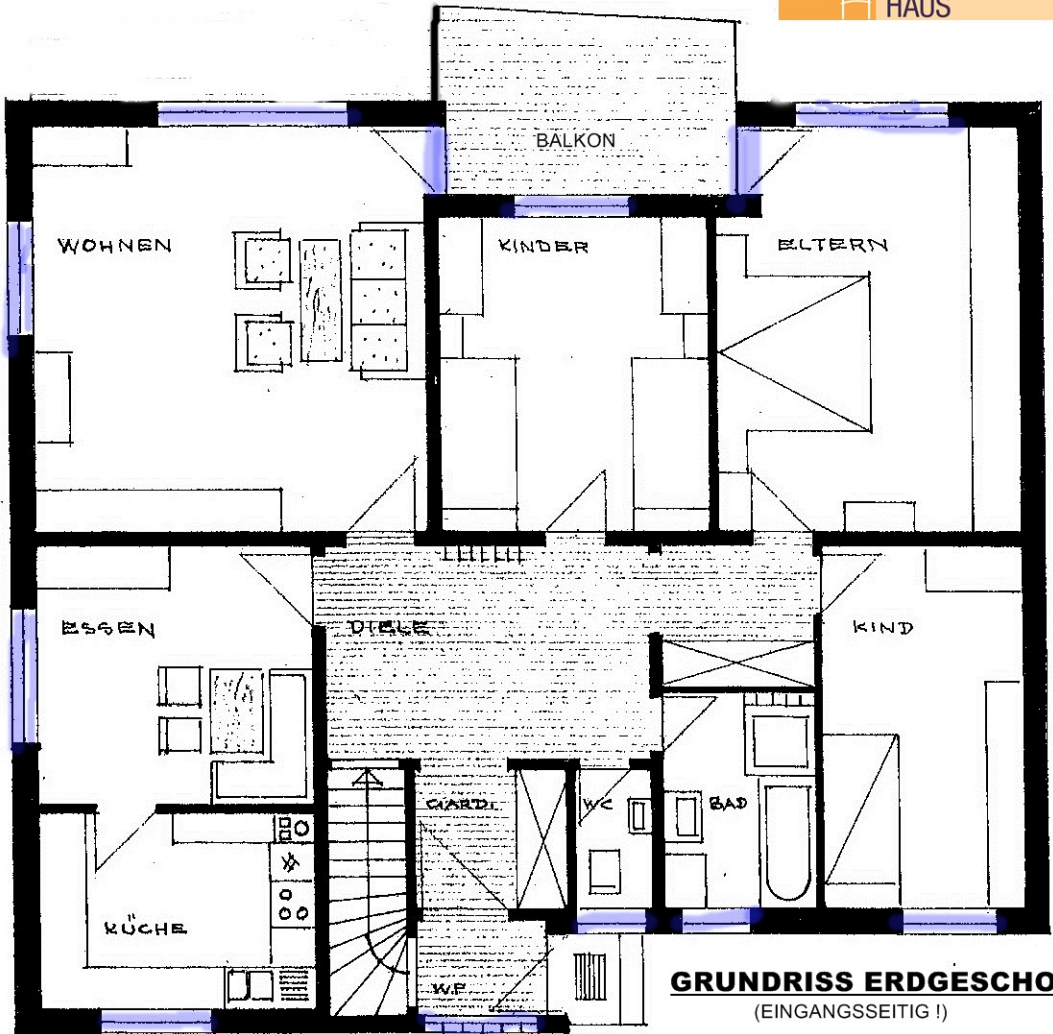 HAUS
BALKON
WOHNEN
KINDER
ELTERN
ESSEN
DIELE
KIND
GARD.
WC
BAD
KÜCHE
W.F.
GRUNDRISS ERDGESCHO
(EINGANGSSEITIG !)